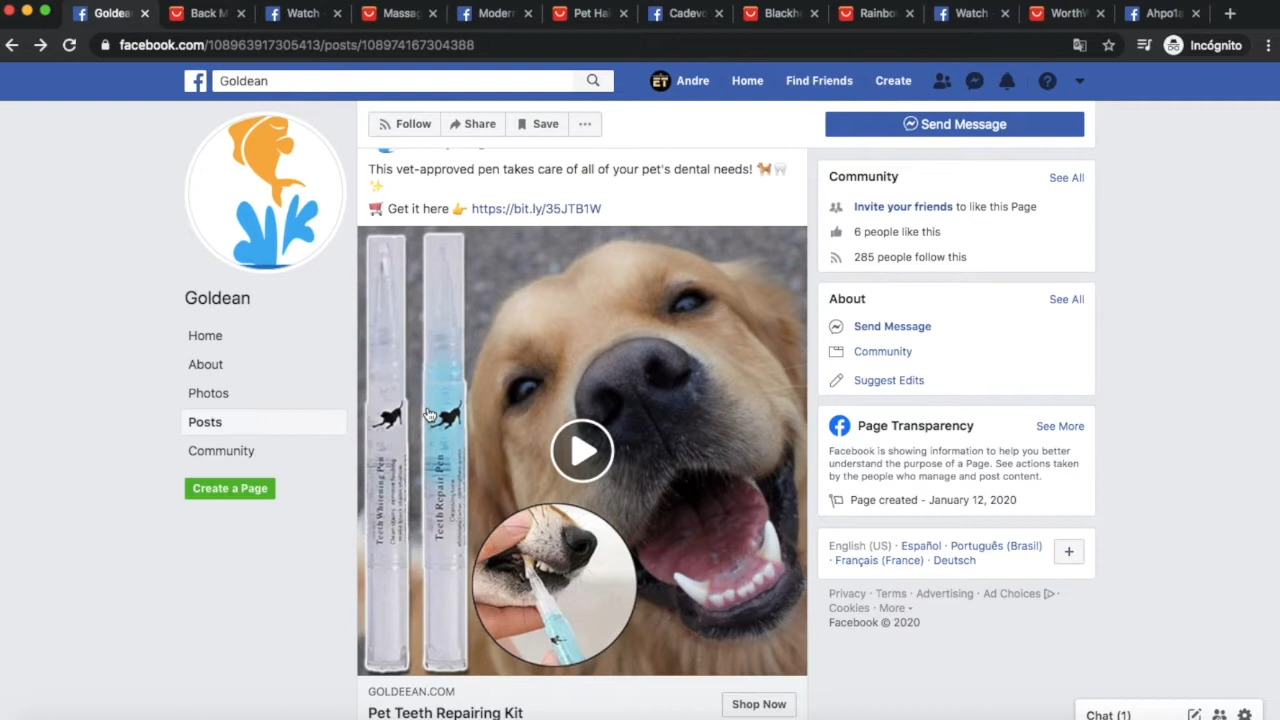 Goldean
Back M
Watch -
Massag
Modern
Pet Hai
Cadevo
Blackhe
Rainbo
Watch
WorthW
Ahpo1a
facebook.com/108963917305413/posts/108974167304388
Incógnito
Goldean
Andre
Home
Find Friends
Create
Follow
Share
Save
Send Message
This vet-approved pen takes care of all of your pet's dental needs! 🐕🦷
✨
🛒 Get it here 👉 https://bit.ly/35JTB1W
Teeth Whitening Pen
Teeth Repair Pen
GOLDEEAN.COM
Pet Teeth Repairing Kit
Shop Now
Goldean
Home
About
Photos
Posts
Community
Create a Page
Community
See All
Invite your friends to like this Page
6 people like this
285 people follow this
About
See All
Send Message
Community
Suggest Edits
Page Transparency
See More
Facebook is showing information to help you better
understand the purpose of a Page. See actions taken
by the people who manage and post content.
Page created - January 12, 2020
English (US) · Español · Português (Brasil)
· Français (France) · Deutsch
Privacy · Terms · Advertising · Ad Choices ·
Cookies · More
Facebook © 2020
Chat (1)